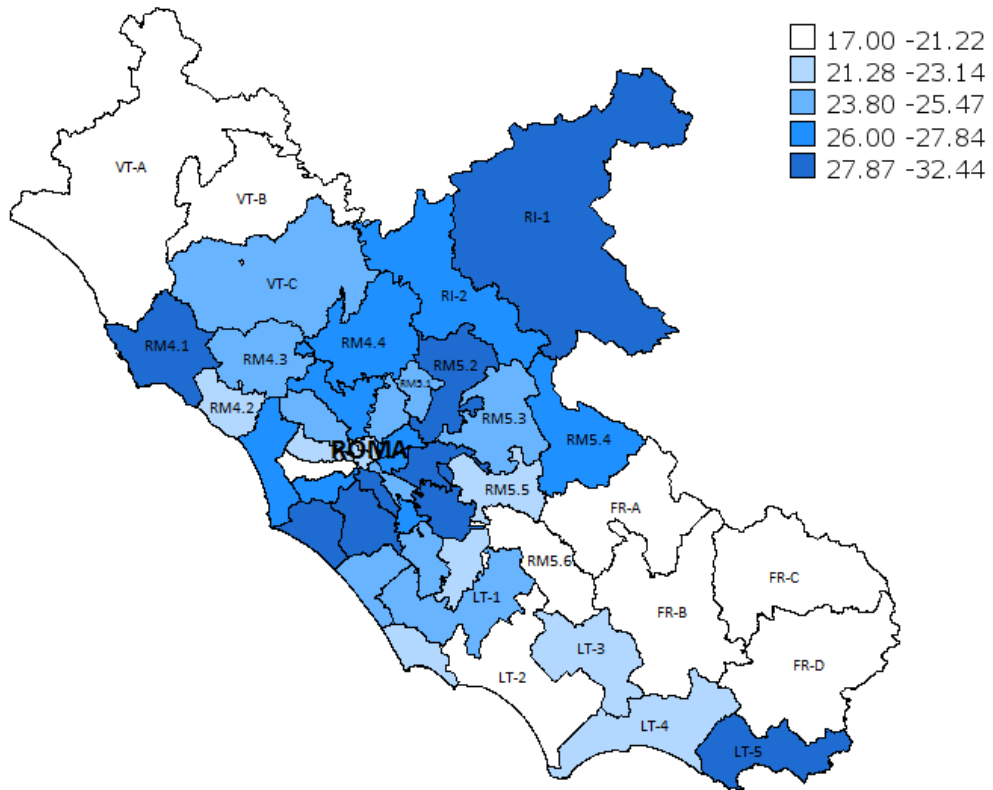 17.00 -21.22
21.28 -23.14
23.80 -25.47
26.00 -27.84
27.87 -32.44
VT-A
VT-B
RI-1
VT-C
RI-2
RM4.1
RM4.3
RM4.4
RM5.2
RM5.1
RM4.2
RM5.3
RM5.4
ROMA
RM5.5
FR-A
RM5.6
FR-C
LT-1
FR-B
LT-3
FR-D
LT-2
LT-4
LT-5